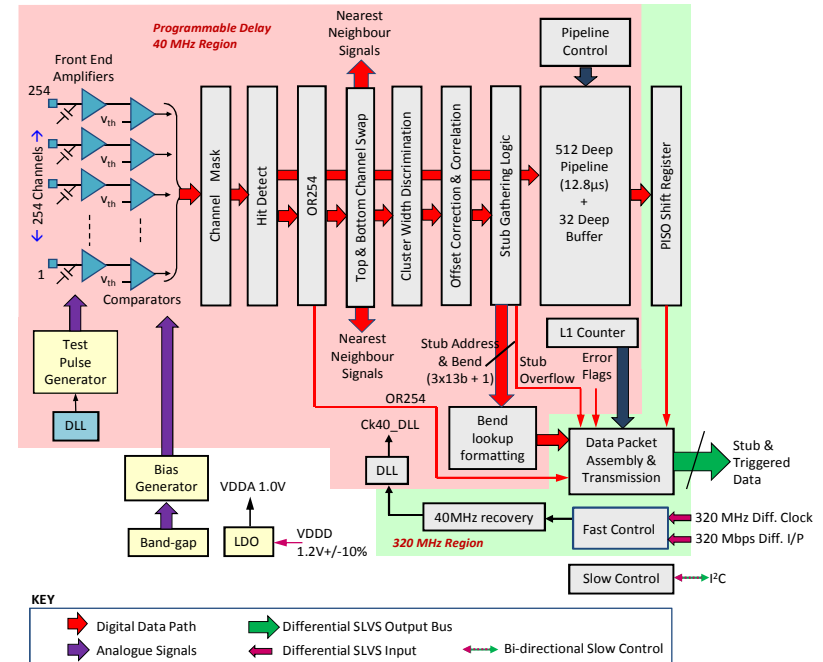 Programmable Delay
40 MHz Region
Nearest
Neighbour
Signals
Pipeline
Control
Front End
Amplifiers
254
Vth
Vth
Vth
Vth
254 Channels
1
Comparators
Channel Mask
Hit Detect
OR254
Top & Bottom Channel Swap
Cluster Width Discrimination
Offset Correction & Correlation
Stub Gathering Logic
512 Deep
Pipeline
(12.8µs)
+
32 Deep
Buffer
PISO Shift Register
Nearest
Neighbour
Signals
Stub Address
& Bend
(3x13b + 1)
Stub
Overflow
Error
Flags
L1 Counter
Test
Pulse
Generator
DLL
OR254
Ck40_DLL
DLL
Bend
lookup
formatting
Data Packet
Assembly &
Transmission
Stub &
Triggered
Data
Bias
Generator
Band-gap
VDDA 1.0V
LDO
VDDD
1.2V+/-10%
40MHz recovery
320 MHz Region
Fast Control
320 MHz Diff. Clock
320 Mbps Diff. I/P
Slow Control
I²C
KEY
Digital Data Path
Differential SLVS Output Bus
Analogue Signals
Differential SLVS Input
Bi-directional Slow Control